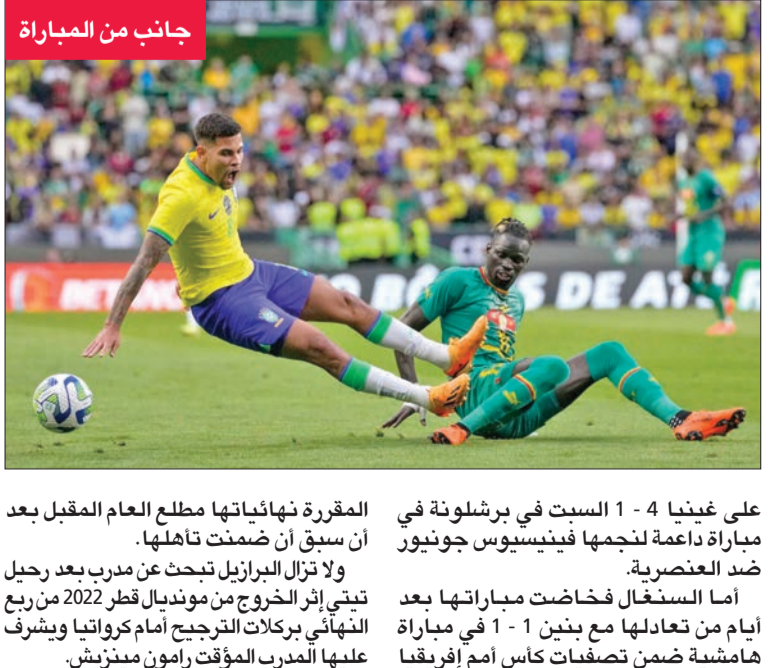 جانب من المباراة
BETANO
O BÔ
S DE AT
على غينيا 4 - 1 السبت في برشلونة في
مباراة داعمة لنجمها فينيسيوس جونيور
ضد العنصرية.
أما السنغال فخاضت مباراتها بعد
أيام من تعادلها مع بنين 1 - 1 في مباراة
هامشية ضمن تصفيات كأس أمم إفريقيا
المقررة نهائياتها مطلع العام المقبل بعد
أن سبق أن ضمنت تأهلها.
ولا تزال البرازيل تبحث عن مدرب بعد رحيل
تيتي إثر الخروج من مونديال قطر 2022 من ربع
النهائي بركلات الترجيح أمام كرواتيا ويشرف
عليها المدرب المؤقت رامون مينزيش.